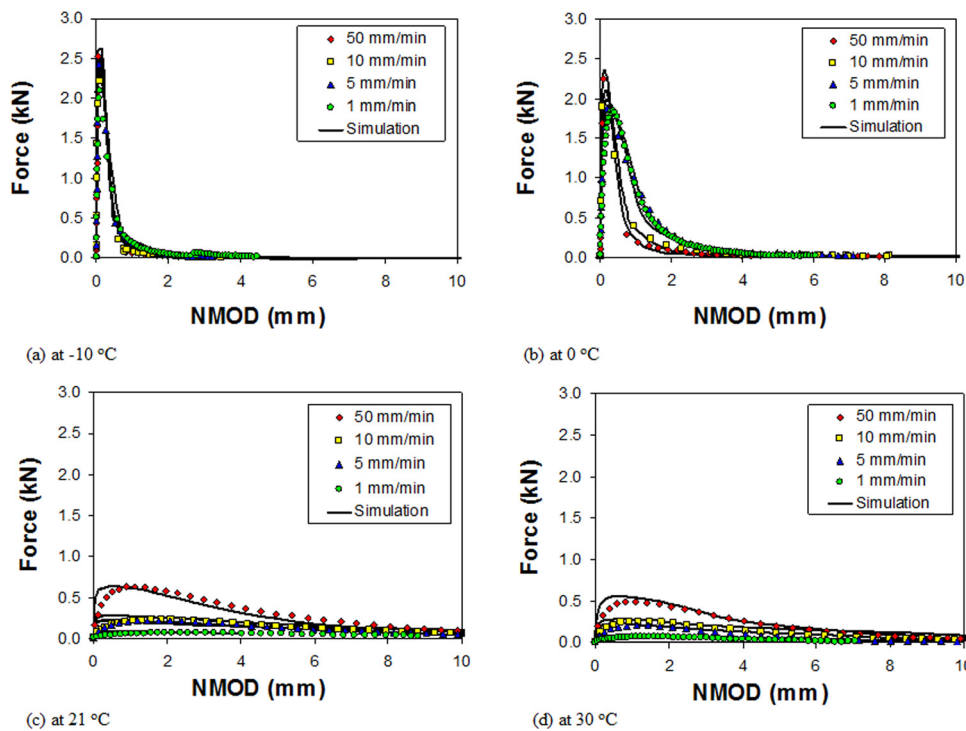 3.0
2.5
2.0
1.5
1.0
0.5
0.0
Force (kN)
50 mm/min
10 mm/min
5 mm/min
1 mm/min
Simulation
0 2 4 6 8 10
NMOD (mm)
(a) at -10 °C
3.0
2.5
2.0
1.5
1.0
0.5
0.0
Force (kN)
50 mm/min
10 mm/min
5 mm/min
1 mm/min
Simulation
0 2 4 6 8 10
NMOD (mm)
(b) at 0 °C
3.0
2.5
2.0
1.5
1.0
0.5
0.0
Force (kN)
50 mm/min
10 mm/min
5 mm/min
1 mm/min
Simulation
0 2 4 6 8 10
NMOD (mm)
(c) at 21 °C
3.0
2.5
2.0
1.5
1.0
0.5
0.0
Force (kN)
50 mm/min
10 mm/min
5 mm/min
1 mm/min
Simulation
0 2 4 6 8 10
NMOD (mm)
(d) at 30 °C